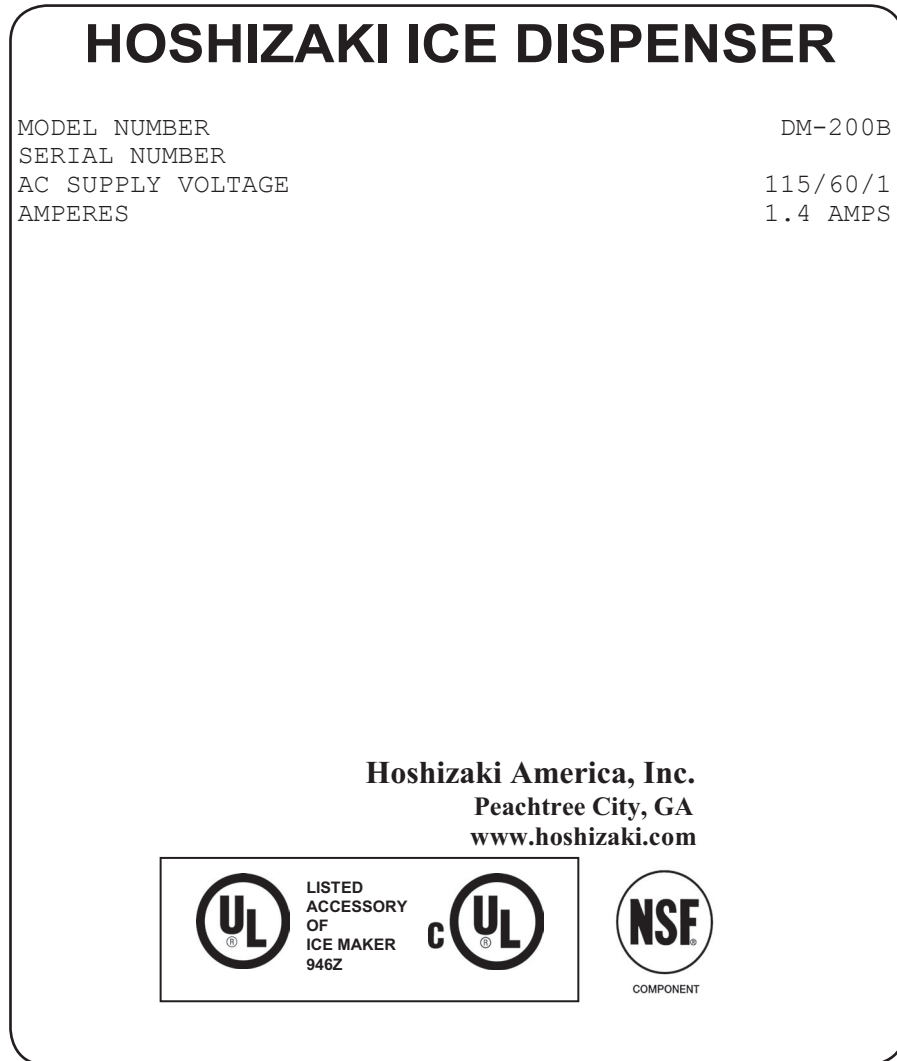 HOSHIZAKI ICE DISPENSER
MODEL NUMBER DM-200B
SERIAL NUMBER
AC SUPPLY VOLTAGE 115/60/1
AMPERES 1.4 AMPS
Hoshizaki America, Inc.
Peachtree City, GA
www.hoshizaki.com
UL ®
LISTED
ACCESSORY
OF
ICE MAKER
946Z
C UL ®
NSF ®
COMPONENT